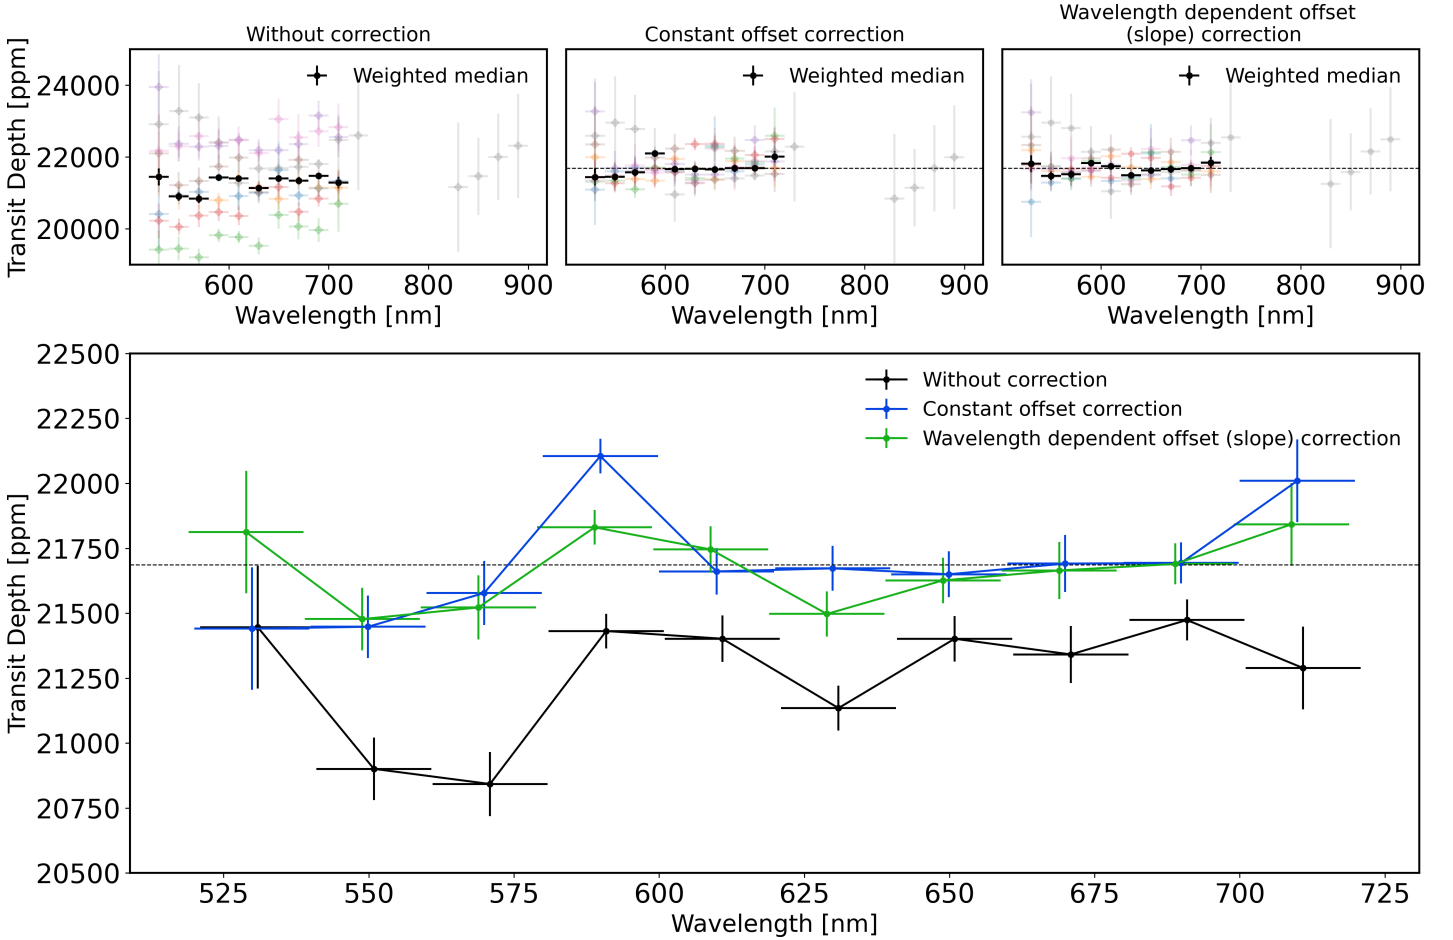 Without correction
Constant offset correction
Wavelength dependent offset
(slope) correction
Transit Depth [ppm]
24000
22000
20000
Weighted median
Weighted median
Weighted median
600 700 800 900
600 700 800 900
600 700 800 900
Wavelength [nm]
Wavelength [nm]
Wavelength [nm]
Transit Depth [ppm]
22500
22250
22000
21750
21500
21250
21000
20750
20500
Without correction
Constant offset correction
Wavelength dependent offset (slope) correction
525 550 575 600 625 650 675 700 725
Wavelength [nm]